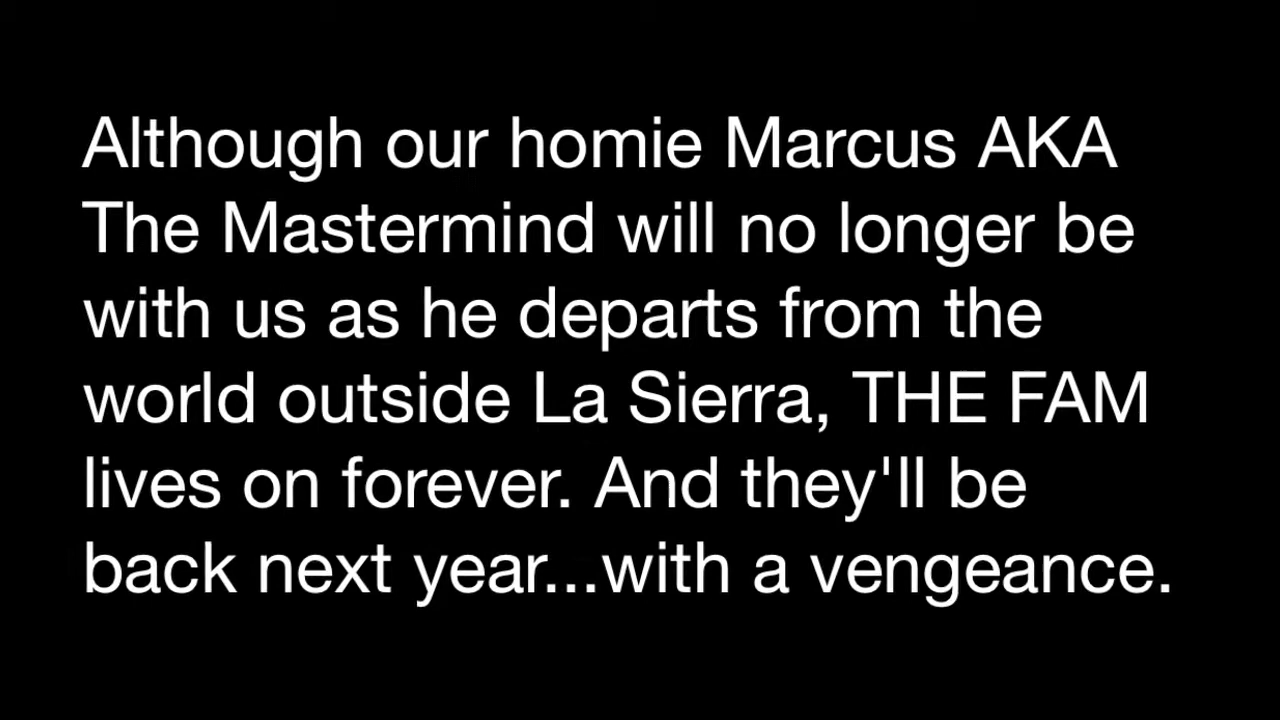 Although our homie Marcus AKA
The Mastermind will no longer be
with us as he departs from the
world outside La Sierra, THE FAM
lives on forever. And they'll be
back next year...with a vengeance.